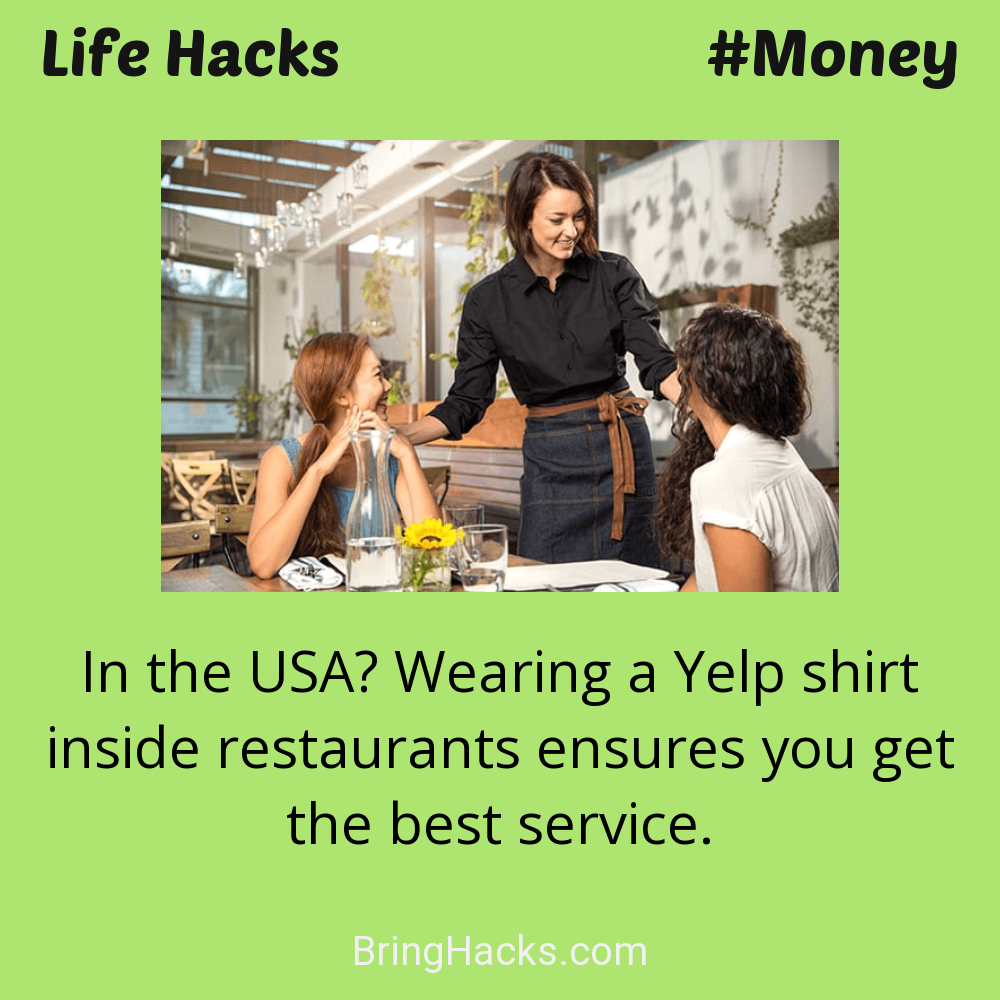 Life Hacks
#Money
In the USA? Wearing a Yelp shirt
inside restaurants ensures you get
the best service.
BringHacks.com